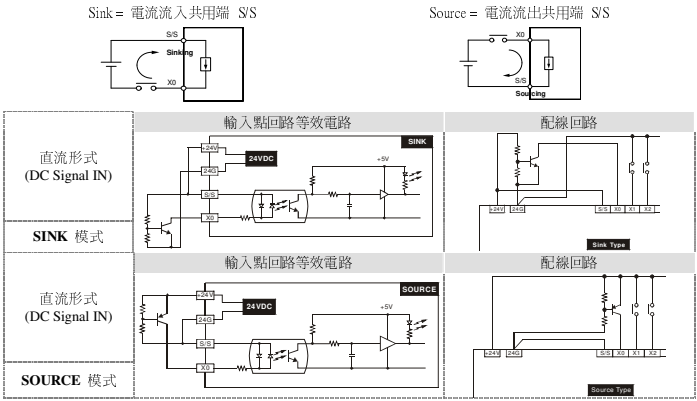 Sink = 電流流入共用端 S/S
Source = 電流流出共用端 S/S
S/S
Sinking
X0
X0
S/S
Sourcing
輸入點回路等效電路
配線回路
直流形式
(DC Signal IN)
SINK 模式
+24V
24G
24VDC
S/S
X0
+5V
SINK
+24V
24G
S/S
X0
X1
X2
Sink Type
輸入點回路等效電路
配線回路
直流形式
(DC Signal IN)
SOURCE 模式
+24V
24G
24VDC
S/S
X0
+5V
SOURCE
+24V
24G
S/S
X0
X1
X2
Source Type